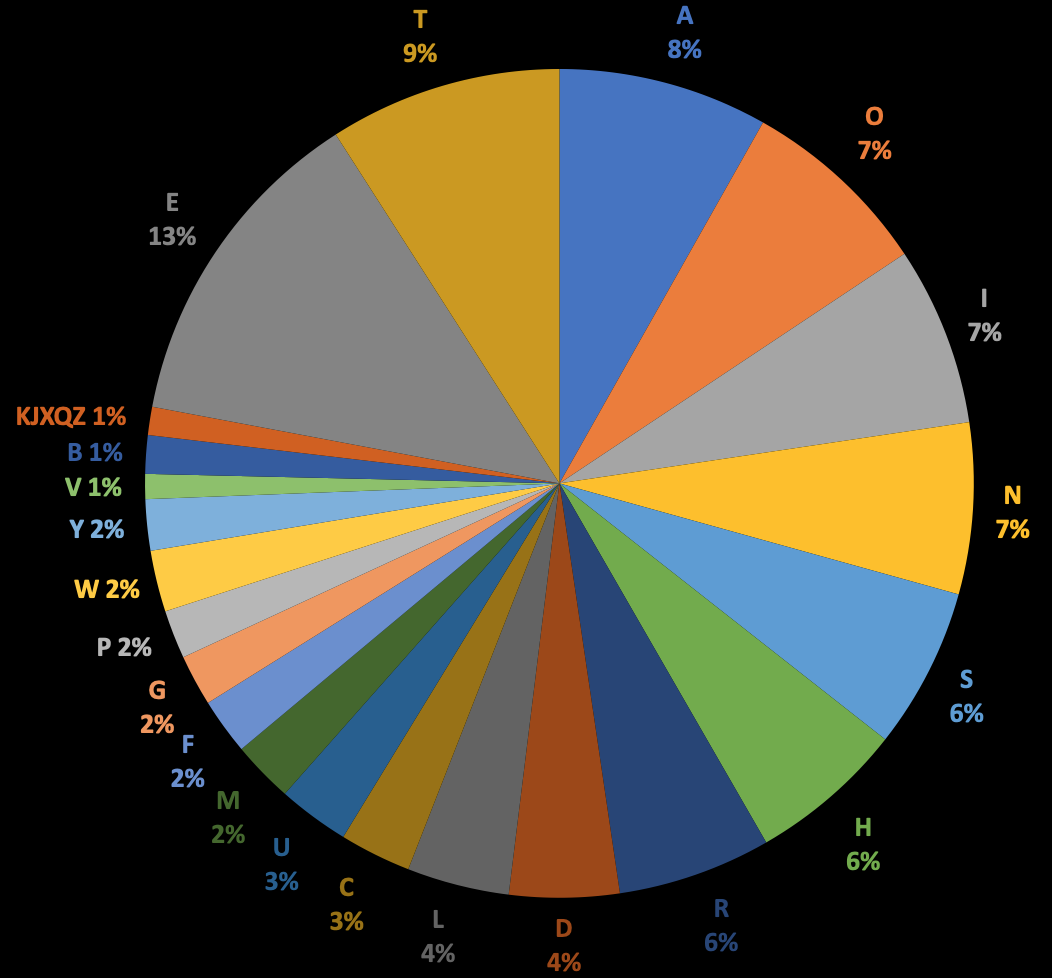 T
9%
A
8%
O
7%
I
7%
N
7%
S
6%
H
6%
R
6%
D
4%
L
4%
C
3%
U
3%
M
2%
F
2%
G
2%
P 2%
W 2%
Y 2%
V 1%
B 1%
KJXQZ 1%
E
13%